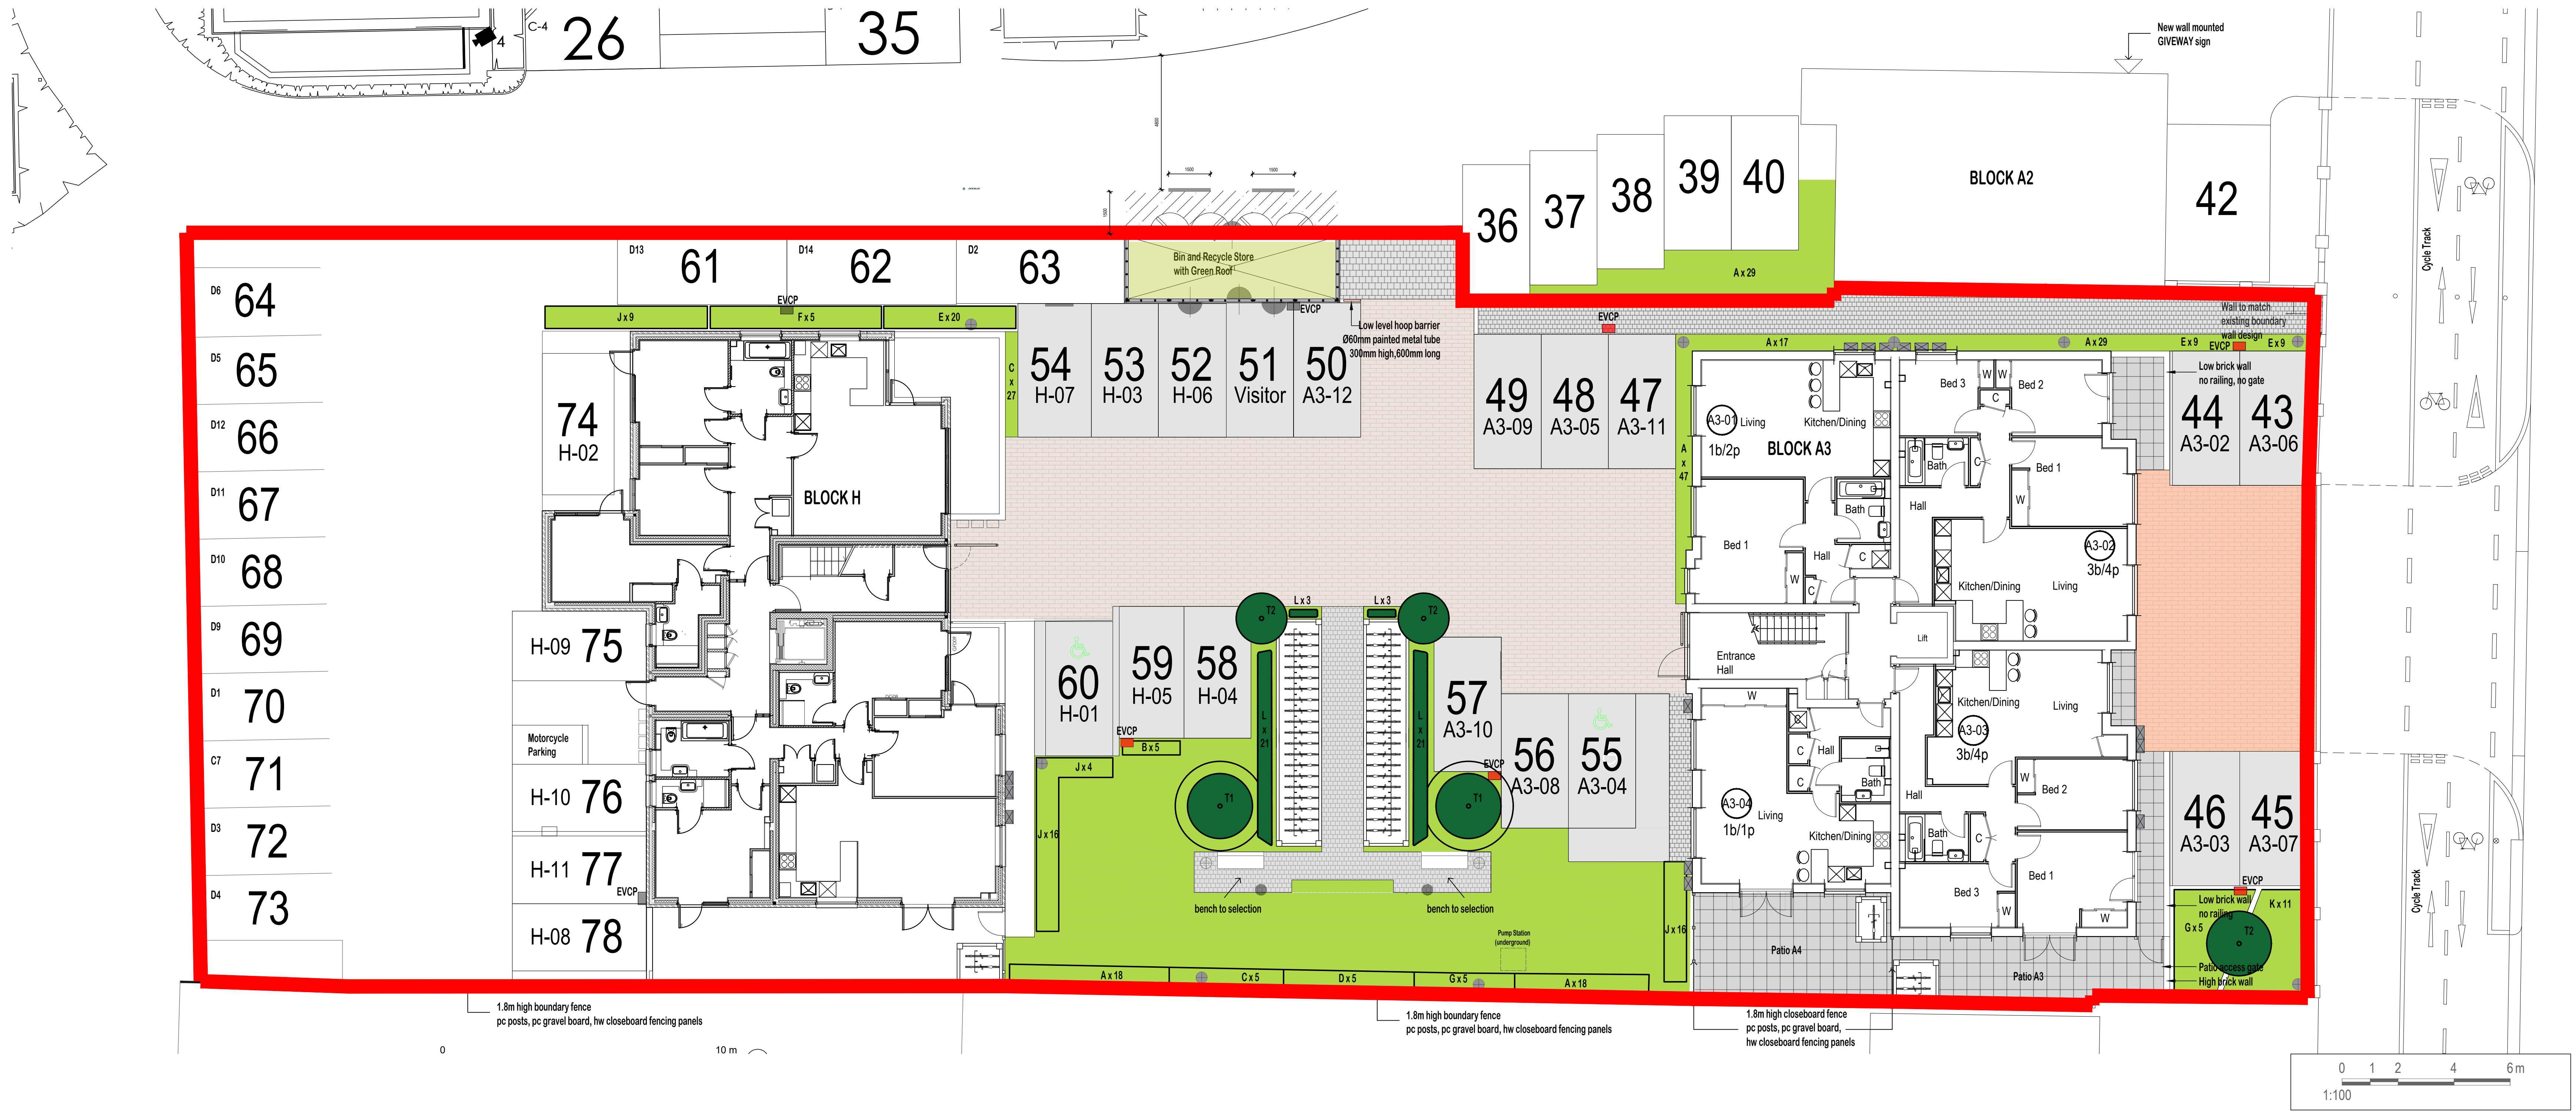 C-4
4
26
35
New wall mounted
GIVEWAY sign
4800
1500
1500
1500
36
37
38
39
40
A x 29
BLOCK A2
42
Cycle Track
D13
61
D14
62
D2
63
Bin and Recycle Store
with Green Roof
EVCP
J x 9
F x 5
E x 20
EVCP
Low level hoop barrier
Ø60mm painted metal tube
300mm high,600mm long
EVCP
Wall to match
existing boundary
wall design
A x 17
A x 29
E x 9
EVCP
E x 9
Low brick wall
no railing, no gate
D6
64
D5
65
D12
66
D11
67
D10
68
D9
69
D1
70
C7
71
D3
72
D4
73
74
H-02
BLOCK H
C x 27
54
H-07
53
H-03
52
H-06
51
Visitor
50
A3-12
49
A3-09
48
A3-05
47
A3-11
A x 47
A3-01
Living
1b/2p
Kitchen/Dining
BLOCK A3
Bed 1
W
Hall
C
Bath
C
Bed 3
W
W
C
Bed 2
Bath
C
Bed 1
W
Hall
A3-02
3b/4p
Kitchen/Dining
Living
44
A3-02
43
A3-06
H-09
75
Motorcycle
Parking
H-10
76
H-11
77
EVCP
H-08
78
60
H-01
59
H-05
58
H-04
EVCP
B x 5
J x 4
J x 16
T2
L x 3
L x 3
T2
L x 21
L x 21
T1
T1
57
A3-10
EVCP
56
A3-08
55
A3-04
bench to selection
bench to selection
Pump Station
(underground)
J x 16
Entrance
Hall
Lift
W
C
C
C
Hall
Bath
A3-04
1b/1p
Living
Kitchen/Dining
Kitchen/Dining
Living
A3-03
3b/4p
Hall
W
Bed 2
Bath
C
Bed 1
Bed 3
W
W
46
A3-03
45
A3-07
EVCP
Low brick wall
no railing
K x 11
G x 5
T2
Patio access gate
High brick wall
Patio A4
Patio A3
A x 18
C x 5
D x 5
G x 5
A x 18
Cycle Track
1.8m high boundary fence
pc posts, pc gravel board, hw closeboard fencing panels
1.8m high boundary fence
pc posts, pc gravel board, hw closeboard fencing panels
1.8m high closeboard fence
pc posts, pc gravel board,
hw closeboard fencing panels
0
10 m
0 1 2 4 6 m
1:100